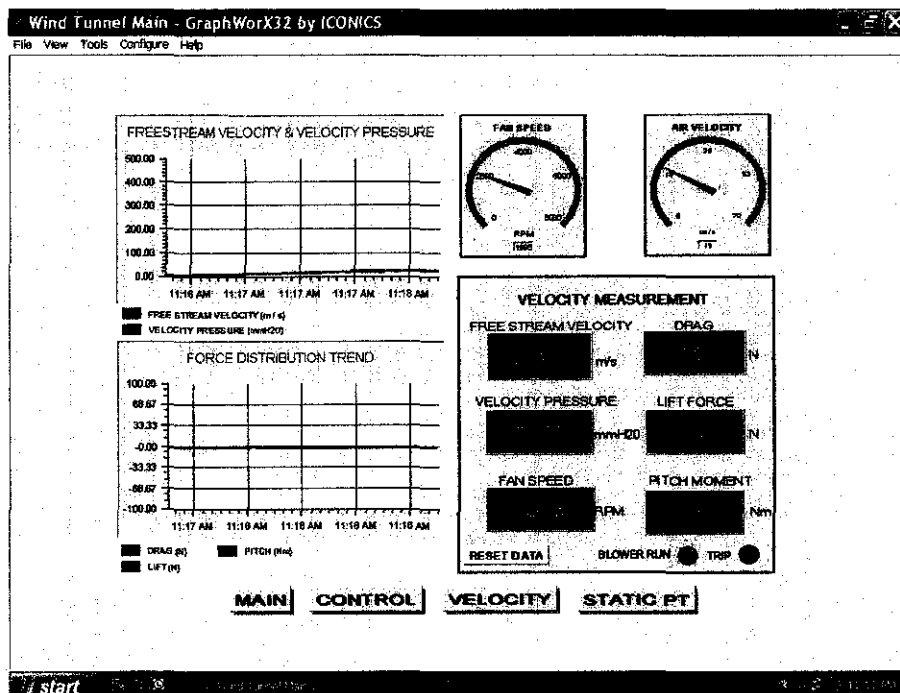 Wind Tunnel Main - GraphWorX32 by ICONICS
File View Tools Configure Help
FREESTREAM VELOCITY & VELOCITY PRESSURE
500.00
400.00
300.00
200.00
100.00
0.00
11:16 AM 11:17 AM 11:17 AM 11:17 AM 11:18 AM
FREE STREAM VELOCITY (m/s)
VELOCITY PRESSURE (mmH20)
FORCE DISTRIBUTION TREND
100.00
66.67
33.33
-0.00
-33.33
-66.67
-100.00
11:17 AM 11:18 AM 11:18 AM 11:18 AM 11:18 AM
DRAG (N) PITCH (Nm)
LIFT (N)
FAN SPEED
0
RPM
AIR VELOCITY
m/s
VELOCITY MEASUREMENT
FREE STREAM VELOCITY DRAG
m/s N
VELOCITY PRESSURE LIFT FORCE
mmH20 N
FAN SPEED PITCH MOMENT
RPM Nm
RESET DATA BLOWER RUN TRIP
MAIN CONTROL VELOCITY STATIC PT
start